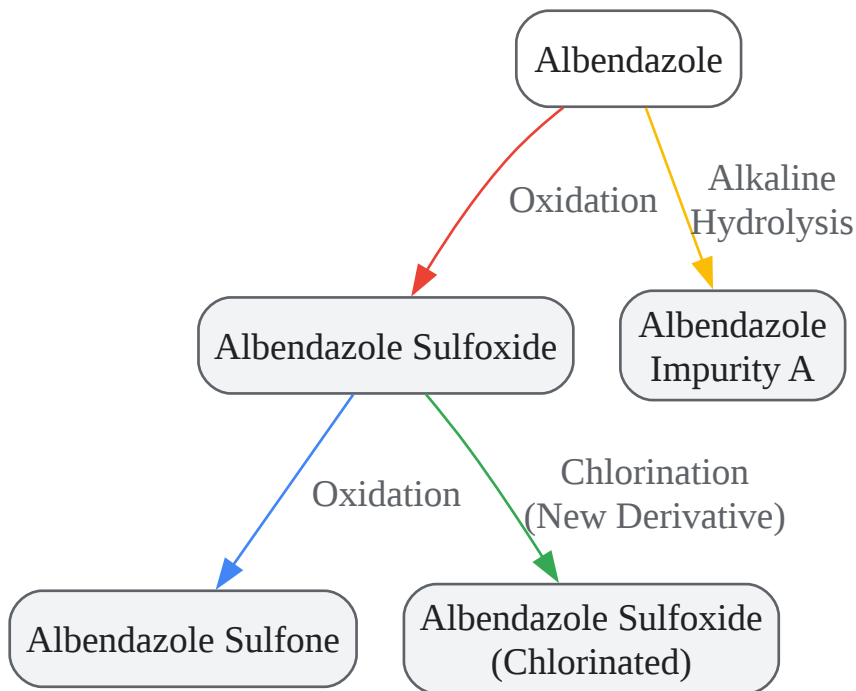 Albendazole
Oxidation
Alkaline
Hydrolysis
Albendazole Sulfoxide
Albendazole
Impurity A
Oxidation
Chlorination
(New Derivative)
Albendazole Sulfone
Albendazole Sulfoxide
(Chlorinated)